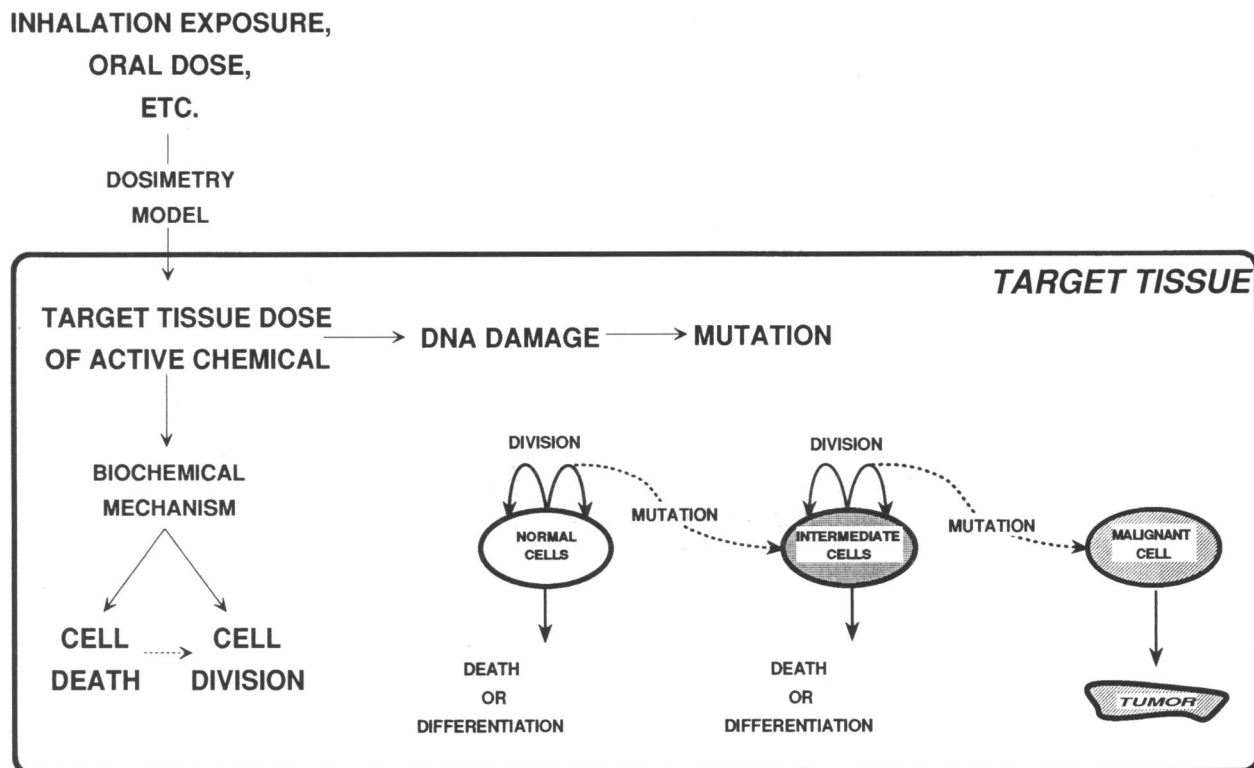 INHALATION EXPOSURE,
ORAL DOSE,
ETC.
DOSIMETRY
MODEL
TARGET TISSUE
TARGET TISSUE DOSE
OF ACTIVE CHEMICAL
DNA DAMAGE
MUTATION
BIOCHEMICAL
MECHANISM
CELL
DEATH
CELL
DIVISION
DIVISION
MUTATION
NORMAL
CELLS
DEATH
OR
DIFFERENTIATION
DIVISION
MUTATION
INTERMEDIATE
CELLS
DEATH
OR
DIFFERENTIATION
MALIGNANT
CELL
TUMOR